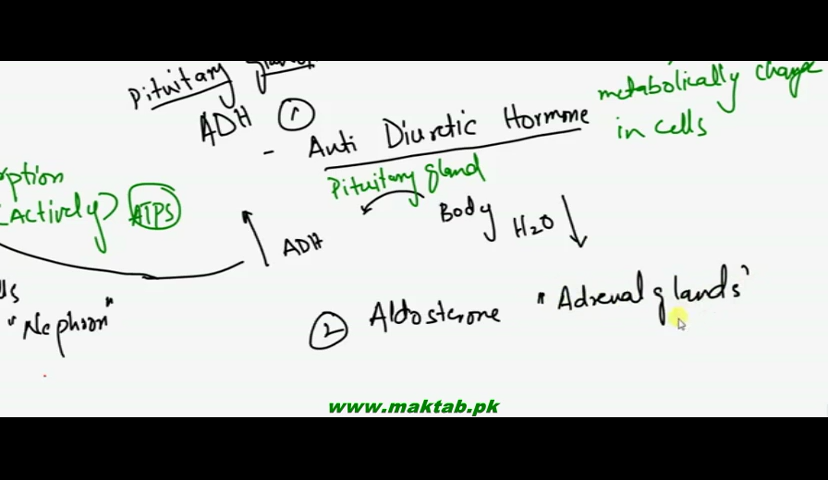 Pituitary gland
metabolically change
in cells
ADH ①
- Anti Diuretic Hormone
Pituitary gland
(Actively) ATPS
Body H₂O ↓
↑ ADH
② Aldosterone "Adrenal glands"
"Nephron"
www.maktab.pk